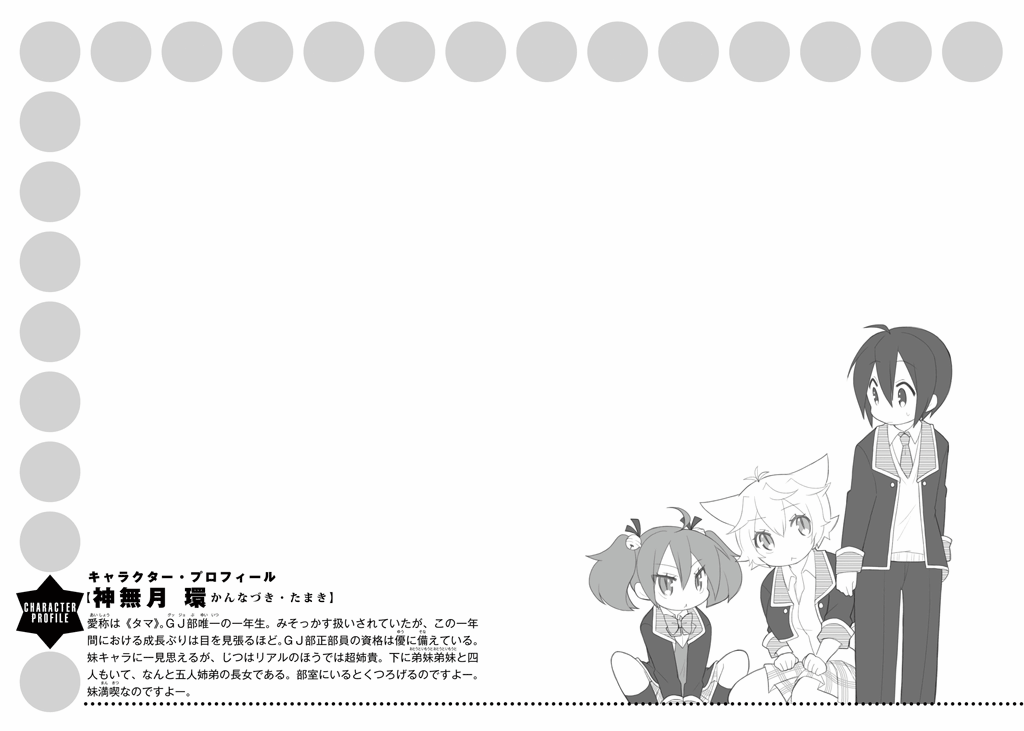 キャラクター・プロフィール
【神無月 環 かんなづき・たまき】
愛称は《タマ》。GJ部唯一の一年生。みそっかす扱いされていたが、この一年
間における成長ぶりは目を見張るほど。GJ部正部員の資格は優に備えている。
妹キャラに一見思えるが、じつはリアルのほうでは超姉貴。下に弟妹弟妹と四
人もいて、なんと五人姉弟の長女である。部室にいるとくつろげるのですよー。
妹満喫なのですよー。
CHARACTER
PROFILE